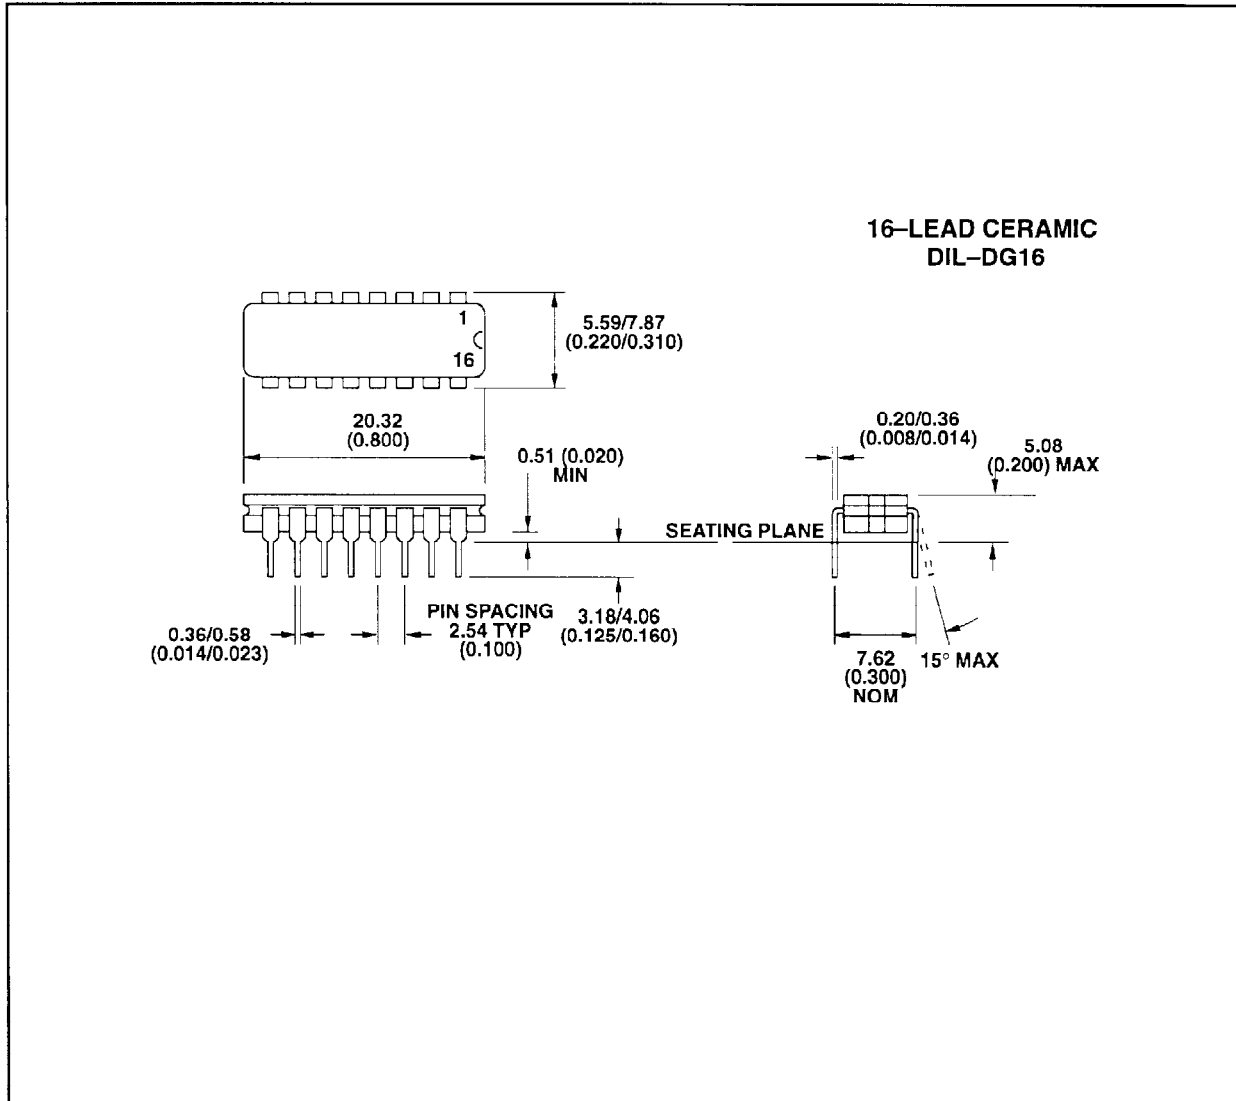 16–LEAD CERAMIC
DIL–DG16
1
16
5.59/7.87
(0.220/0.310)
20.32
(0.800)
0.51 (0.020)
MIN
0.20/0.36
(0.008/0.014)
5.08
(0.200) MAX
SEATING PLANE
PIN SPACING
2.54 TYP
(0.100)
3.18/4.06
(0.125/0.160)
0.36/0.58
(0.014/0.023)
7.62
(0.300)
NOM
15° MAX